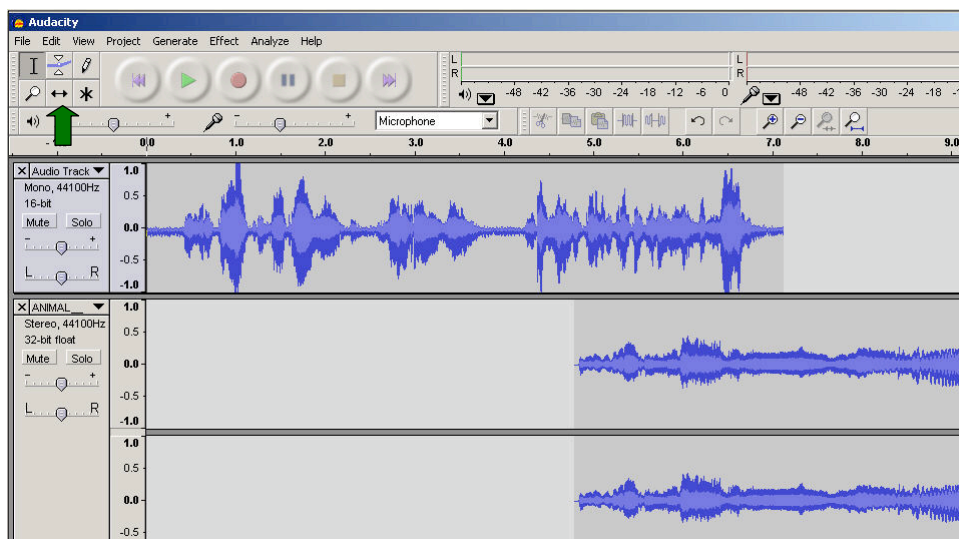 Audacity
File Edit View Project Generate Effect Analyze Help
L
R
-48 -42 -36 -30 -24 -18 -12 -6 0
L
R
-48 -42 -36 -30 -24 -18
- + - + Microphone
0.0 1.0 2.0 3.0 4.0 5.0 6.0 7.0 8.0 9.0
Audio Track
Mono, 44100Hz
16-bit
Mute Solo
- +
L R
1.0
0.5
0.0
-0.5
-1.0
ANIMAL__
Stereo, 44100Hz
32-bit float
Mute Solo
- +
L R
1.0
0.5
0.0
-0.5
-1.0
1.0
0.5
0.0
-0.5